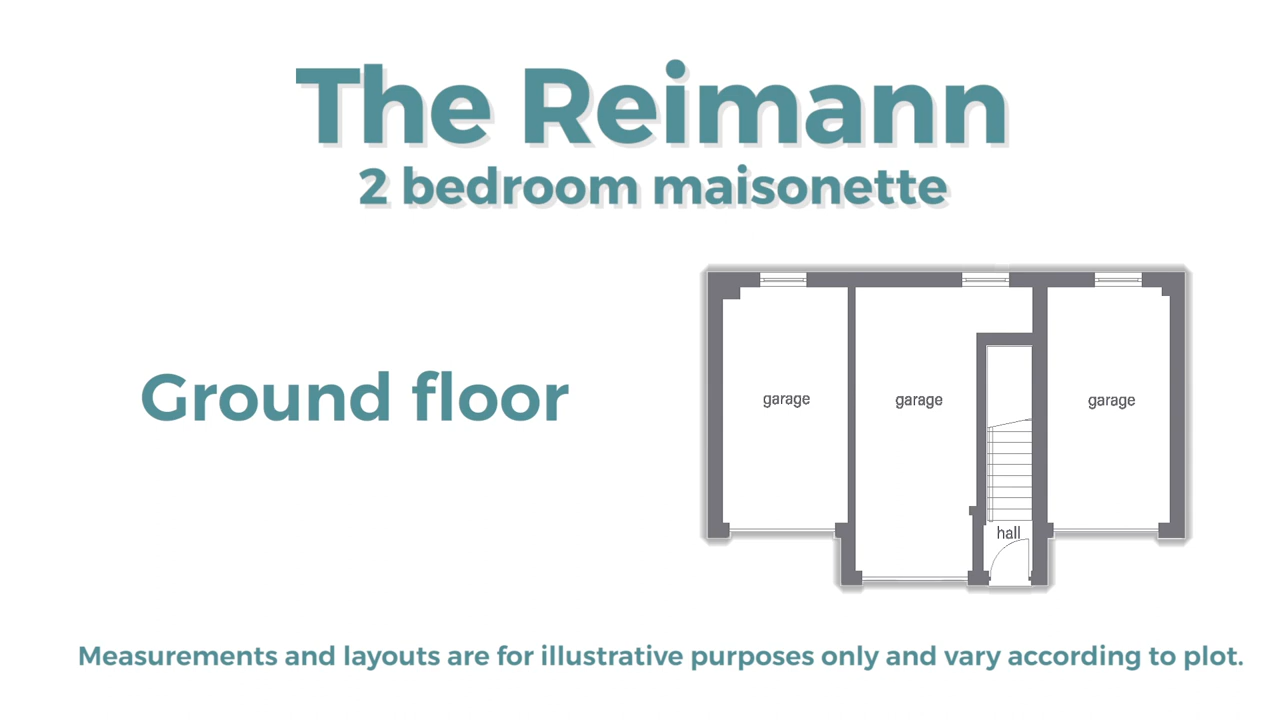 The Reimann
2 bedroom maisonette
Ground floor
garage
garage
garage
hall
Measurements and layouts are for illustrative purposes only and vary according to plot.